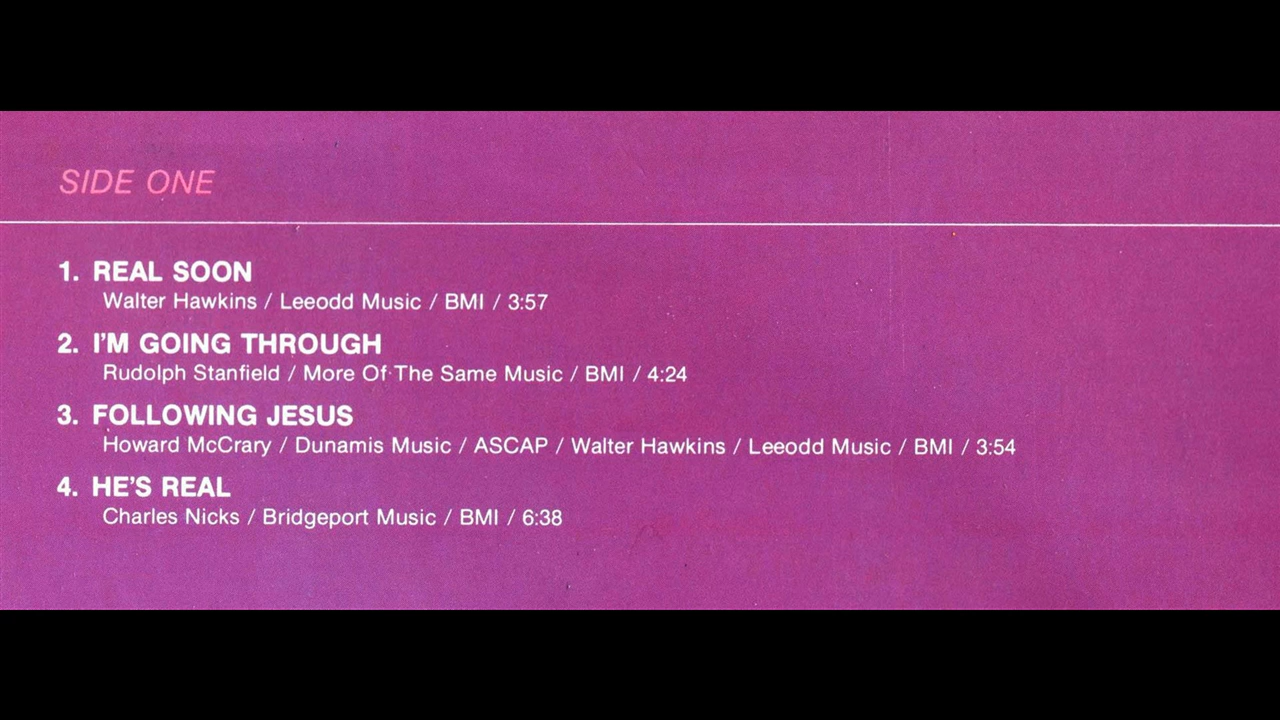 SIDE ONE
1. REAL SOON
Walter Hawkins / Leeodd Music / BMI / 3:57
2. I'M GOING THROUGH
Rudolph Stanfield / More Of The Same Music / BMI / 4:24
3. FOLLOWING JESUS
Howard McCrary / Dunamis Music / ASCAP / Walter Hawkins / Leeodd Music / BMI / 3:54
4. HE'S REAL
Charles Nicks / Bridgeport Music / BMI / 6:38